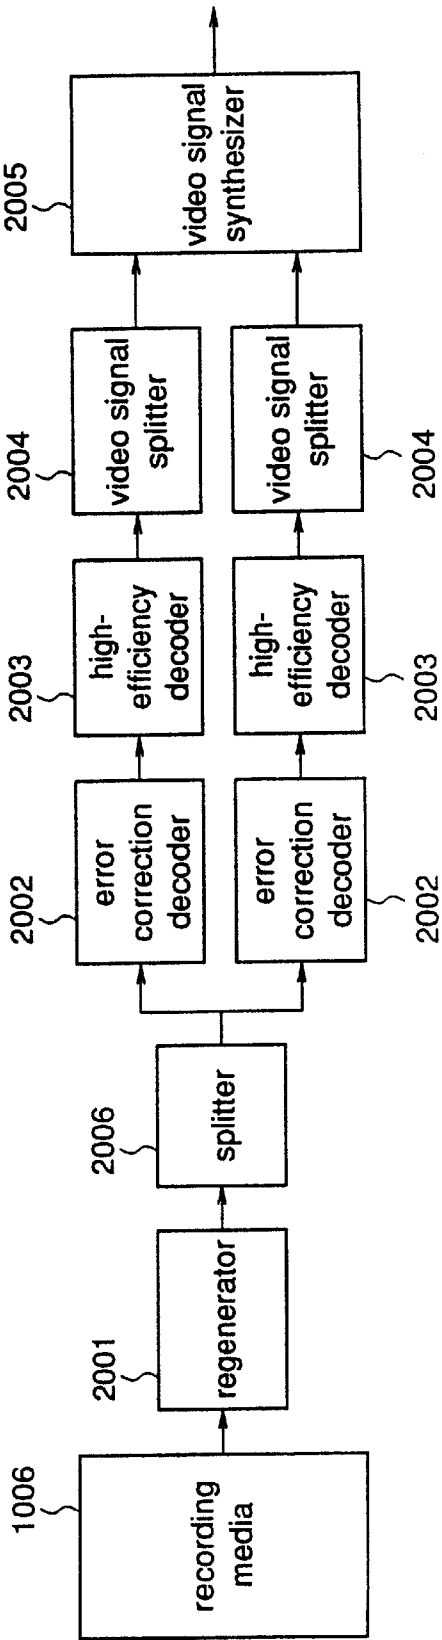 1006
recording
media
2001
regenerator
2006
splitter
2002
error
correction
decoder
2003
high-
efficiency
decoder
2004
video signal
splitter
error
correction
decoder
2002
high-
efficiency
decoder
2003
video signal
splitter
2004
2005
video signal
synthesizer